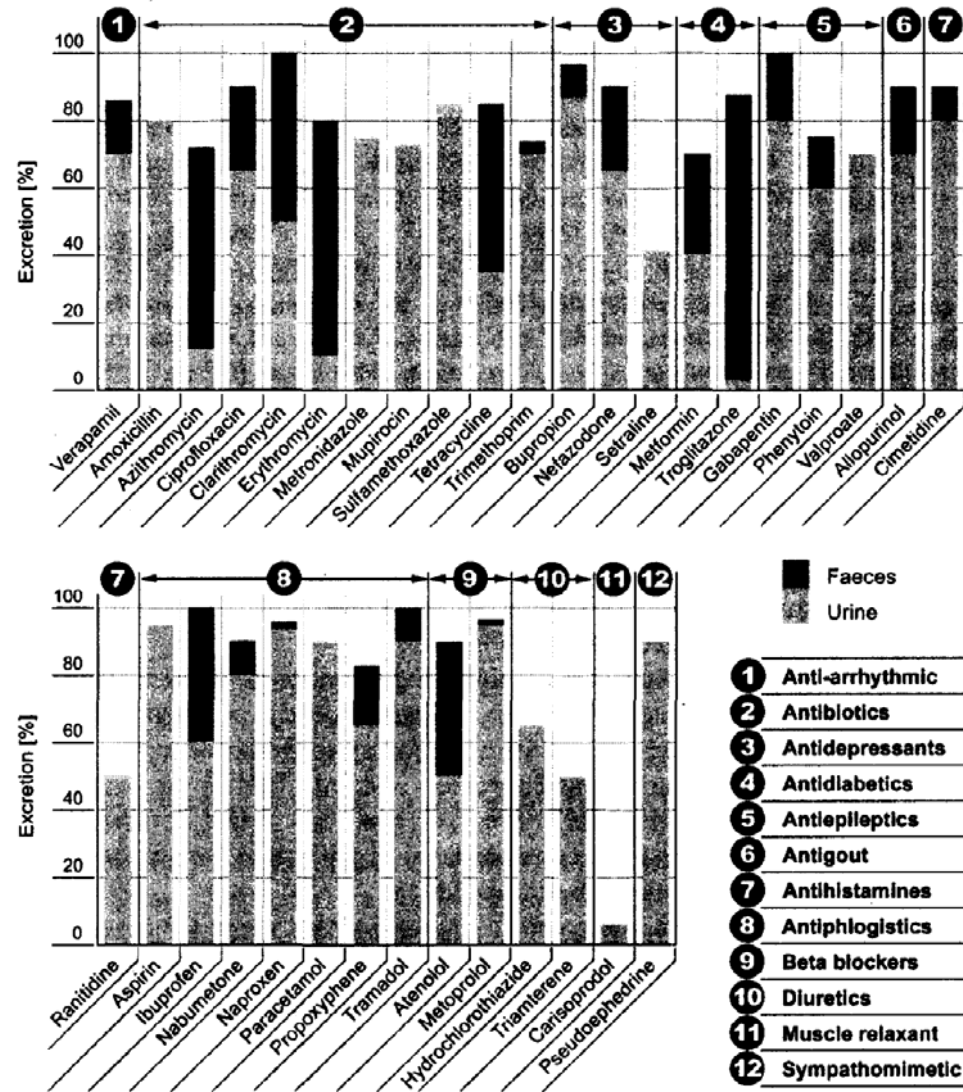 1 2 3 4 5 6 7
100
80
60
40
20
0
Excretion [%]
Verapamil
Amoxicillin
Azithromycin
Ciprofloxacin
Clarithromycin
Erythromycin
Metronidazole
Mupirocin
Sulfamethoxazole
Tetracycline
Trimethoprim
Bupropion
Nefazodone
Setraline
Metformin
Troglitazone
Gabapentin
Phenytoin
Valproate
Allopurinol
Cimetidine
7 8 9 10 11 12
100
80
60
40
20
0
Excretion [%]
Ranitidine
Aspirin
Ibuprofen
Nabumetone
Naproxen
Paracetamol
Propoxyphene
Tramadol
Atenolol
Metoprolol
Hydrochlorothiazide
Triamterene
Carisoprodol
Pseudoephedrine
Faeces
Urine
1 Anti-arrhythmic
2 Antibiotics
3 Antidepressants
4 Antidiabetics
5 Antiepileptics
6 Antigout
7 Antihistamines
8 Antiphlogistics
9 Beta blockers
10 Diuretics
11 Muscle relaxant
12 Sympathomimetic